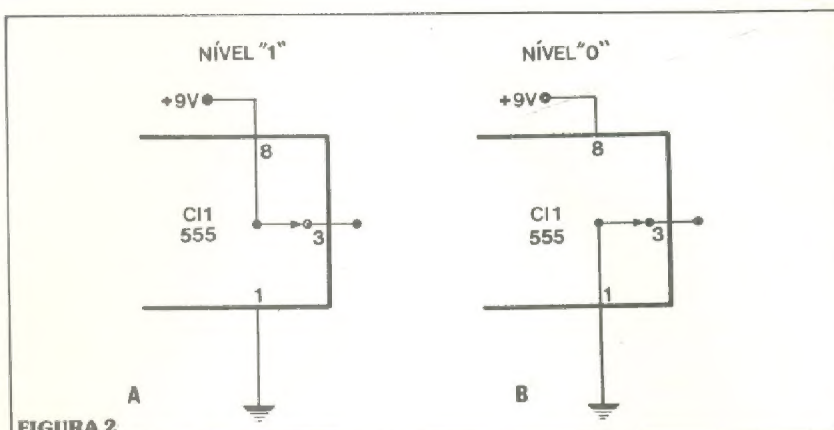 NÍVEL "1"
+9V
8
CI1
555
3
1
A
NÍVEL "0"
+9V
8
CI1
555
3
1
B
FIGURA 2